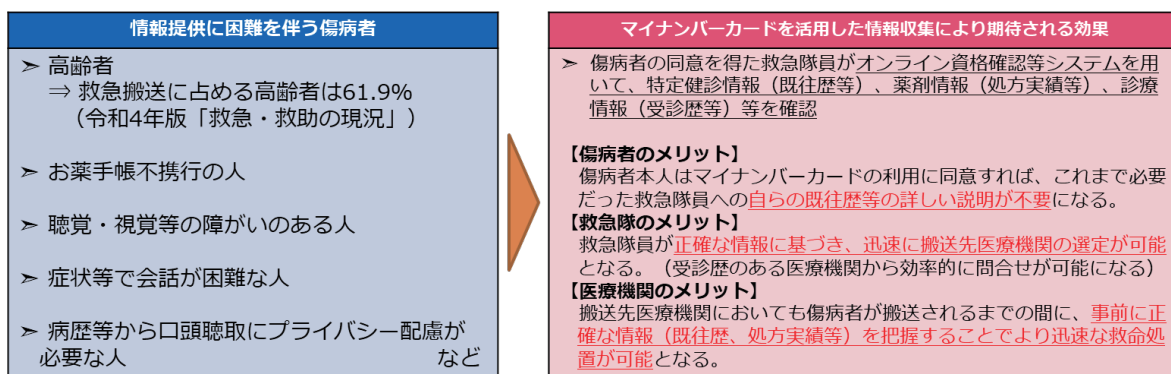 情報提供に困難を伴う傷病者
➢ 高齢者
⇒ 救急搬送に占める高齢者は61.9%
(令和4年版「救急・救助の現況」)
➢ お薬手帳不携行の人
➢ 聴覚・視覚等の障がいのある人
➢ 症状等で会話が困難な人
➢ 病歴等から口頭聴取にプライバシー配慮が
必要な人 など
マイナンバーカードを活用した情報収集により期待される効果
➢ 傷病者の同意を得た救急隊員がオンライン資格確認等システムを用
いて、特定健診情報(既往歴等)、薬剤情報(処方実績等)、診療
情報(受診歴等)等を確認
【傷病者のメリット】
傷病者本人はマイナンバーカードの利用に同意すれば、これまで必要
だった救急隊員への自らの既往歴等の詳しい説明が不要になる。
【救急隊のメリット】
救急隊員が正確な情報に基づき、迅速に搬送先医療機関の選定が可能
となる。(受診歴のある医療機関から効率的に問合せが可能になる)
【医療機関のメリット】
搬送先医療機関においても傷病者が搬送されるまでの間に、事前に正
確な情報(既往歴、処方実績等)を把握することでより迅速な救命処
置が可能となる。